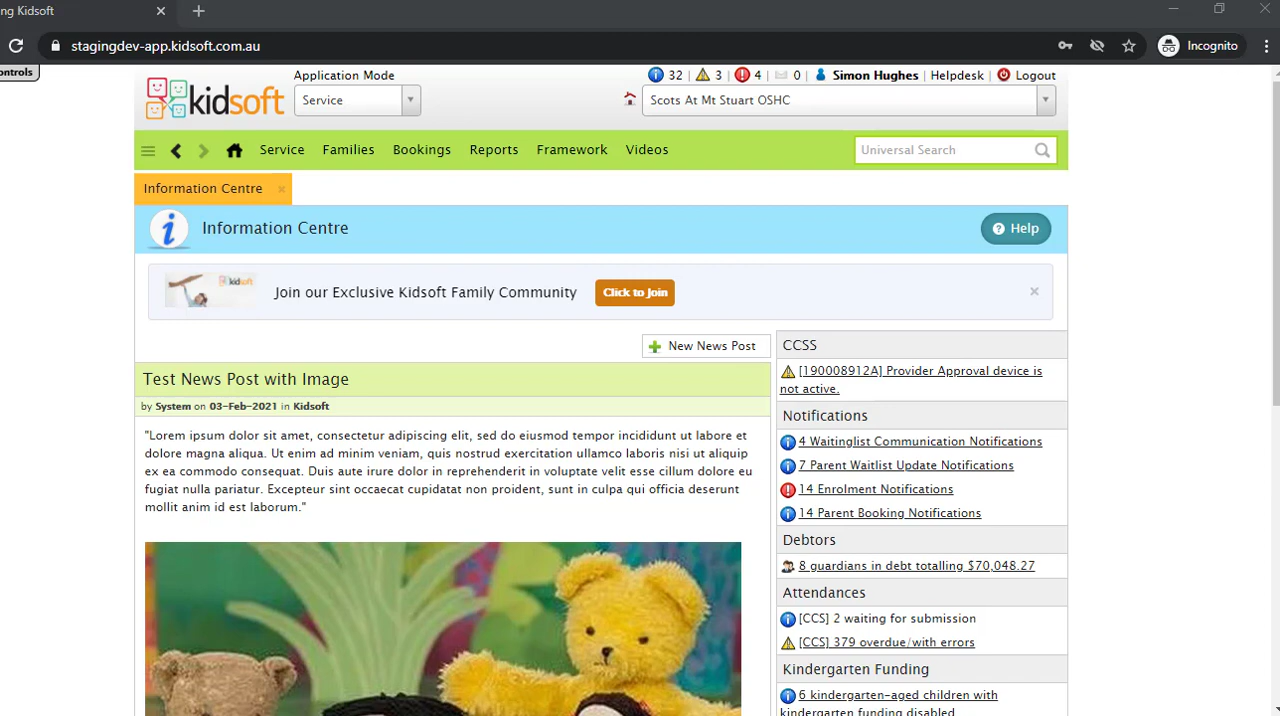 ng Kidsoft
stagingdev-app.kidsoft.com.au
Incognito
ontrols
kidsoft
Application Mode
Service
32 | 3 | 4 | 0 | Simon Hughes | Helpdesk | Logout
Scots At Mt Stuart OSHC
Service Families Bookings Reports Framework Videos
Universal Search
Information Centre
Information Centre
Help
kidsoft
Join our Exclusive Kidsoft Family Community
Click to Join
New News Post
Test News Post with Image
by System on 03-Feb-2021 in Kidsoft
"Lorem ipsum dolor sit amet, consectetur adipiscing elit, sed do eiusmod tempor incididunt ut labore et
dolore magna aliqua. Ut enim ad minim veniam, quis nostrud exercitation ullamco laboris nisi ut aliquip
ex ea commodo consequat. Duis aute irure dolor in reprehenderit in voluptate velit esse cillum dolore eu
fugiat nulla pariatur. Excepteur sint occaecat cupidatat non proident, sunt in culpa qui officia deserunt
mollit anim id est laborum."
CCSS
[190008912A] Provider Approval device is
not active.
Notifications
4 Waitinglist Communication Notifications
7 Parent Waitlist Update Notifications
14 Enrolment Notifications
14 Parent Booking Notifications
Debtors
8 guardians in debt totalling $70,048.27
Attendances
[CCS] 2 waiting for submission
[CCS] 379 overdue/with errors
Kindergarten Funding
6 kindergarten-aged children with
kindergarten funding disabled